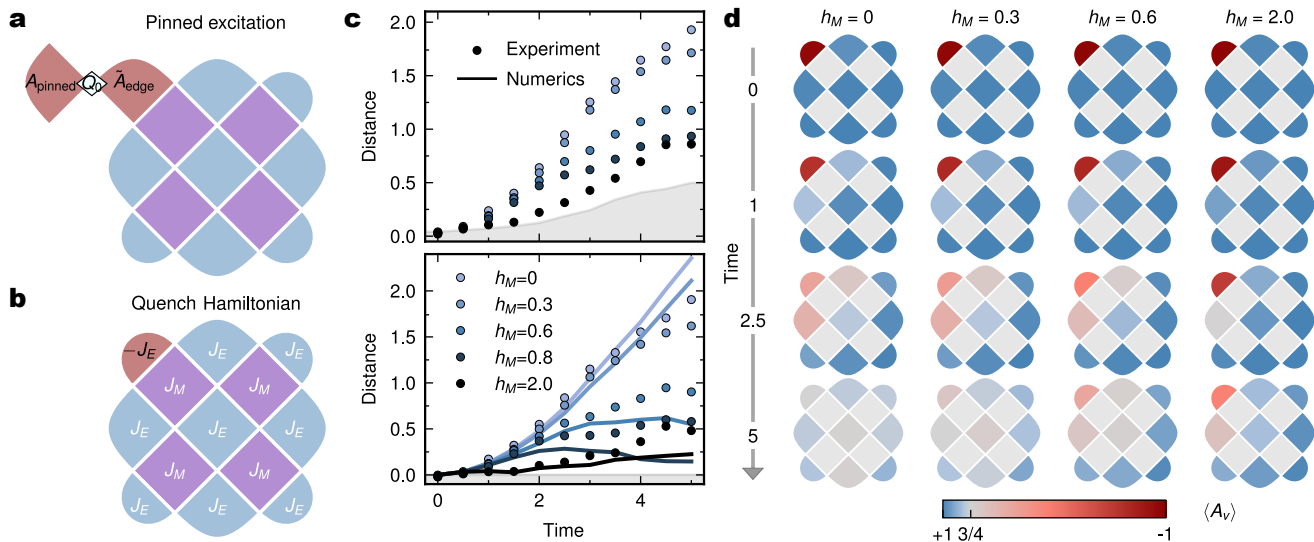 a
Pinned excitation
A_pinned
Q_0
Ã_edge
b
Quench Hamiltonian
−J_E
J_E
J_E
J_M
J_M
J_E
J_E
J_E
J_M
J_M
J_E
J_E
J_E
c
2.0
1.5
1.0
0.5
0.0
Distance
Experiment
Numerics
2.0
1.5
1.0
0.5
0.0
Distance
h_M=0
h_M=0.3
h_M=0.6
h_M=0.8
h_M=2.0
0
2
4
Time
d
h_M = 0
h_M = 0.3
h_M = 0.6
h_M = 2.0
0
1
2.5
5
Time
+1
3/4
-1
⟨A_v⟩